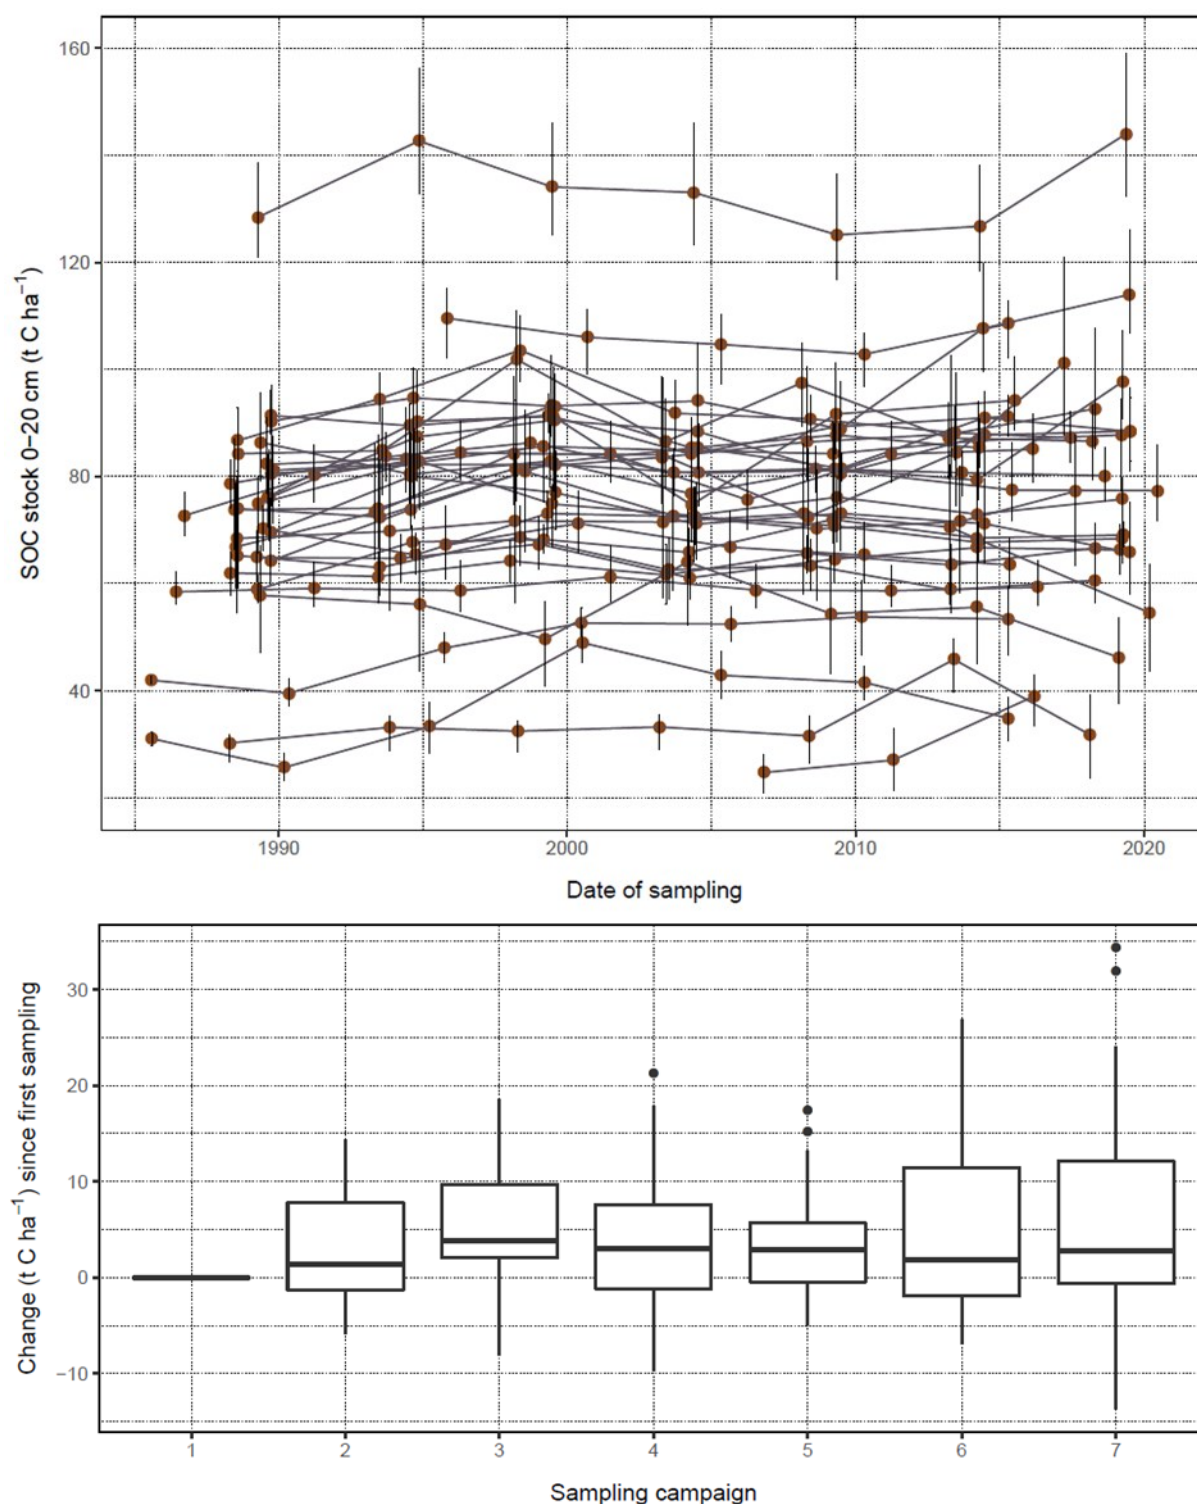 160
120
80
40
SOC stock 0−20 cm (t C ha⁻¹)
1990 2000 2010 2020
Date of sampling
30
20
10
0
−10
Change (t C ha⁻¹) since first sampling
1 2 3 4 5 6 7
Sampling campaign